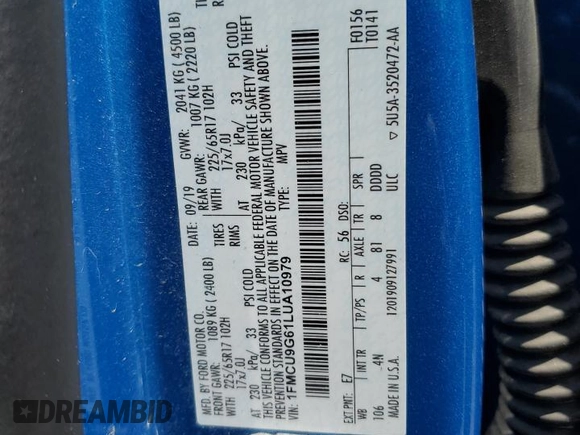 MFD. BY FORD MOTOR CO.
DATE: 09/19 GVWR: 2041 KG ( 4500 LB)
FRONT GAWR: 1089 KG ( 2400 LB) REAR GAWR: 1007 KG ( 2220 LB)
WITH 225/65R17 102H TIRES WITH 225/65R17 102H
17x7.0J RIMS 17x7.0J
AT 230 kPa/ 33 PSI COLD AT 230 kPa/ 33 PSI COLD
THIS VEHICLE CONFORMS TO ALL APPLICABLE FEDERAL MOTOR VEHICLE SAFETY AND THEFT
PREVENTION STANDARDS IN EFFECT ON THE DATE OF MANUFACTURE SHOWN ABOVE.
VIN: 1FMCU9G61LUA10979 TYPE: MPV
F0156
T0141
EXT PNT: E7 RC: 56 DSO:
INT TR TP/PS R AXLE TR SPR
106 4N 4 81 8 DDDD
MADE IN U.S.A. 1201909127991 ULC
▽ 5U5A-3520472-AA
DREAMBID